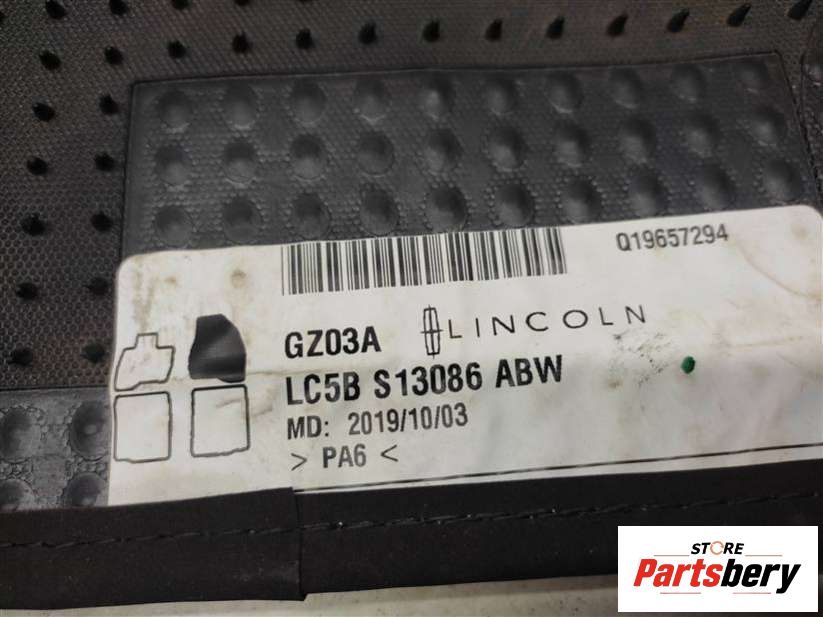 Q19657294
GZ03A LINCOLN
LC5B S13086 ABW
MD: 2019/10/03
> PA6 <
STORE
Partsbery